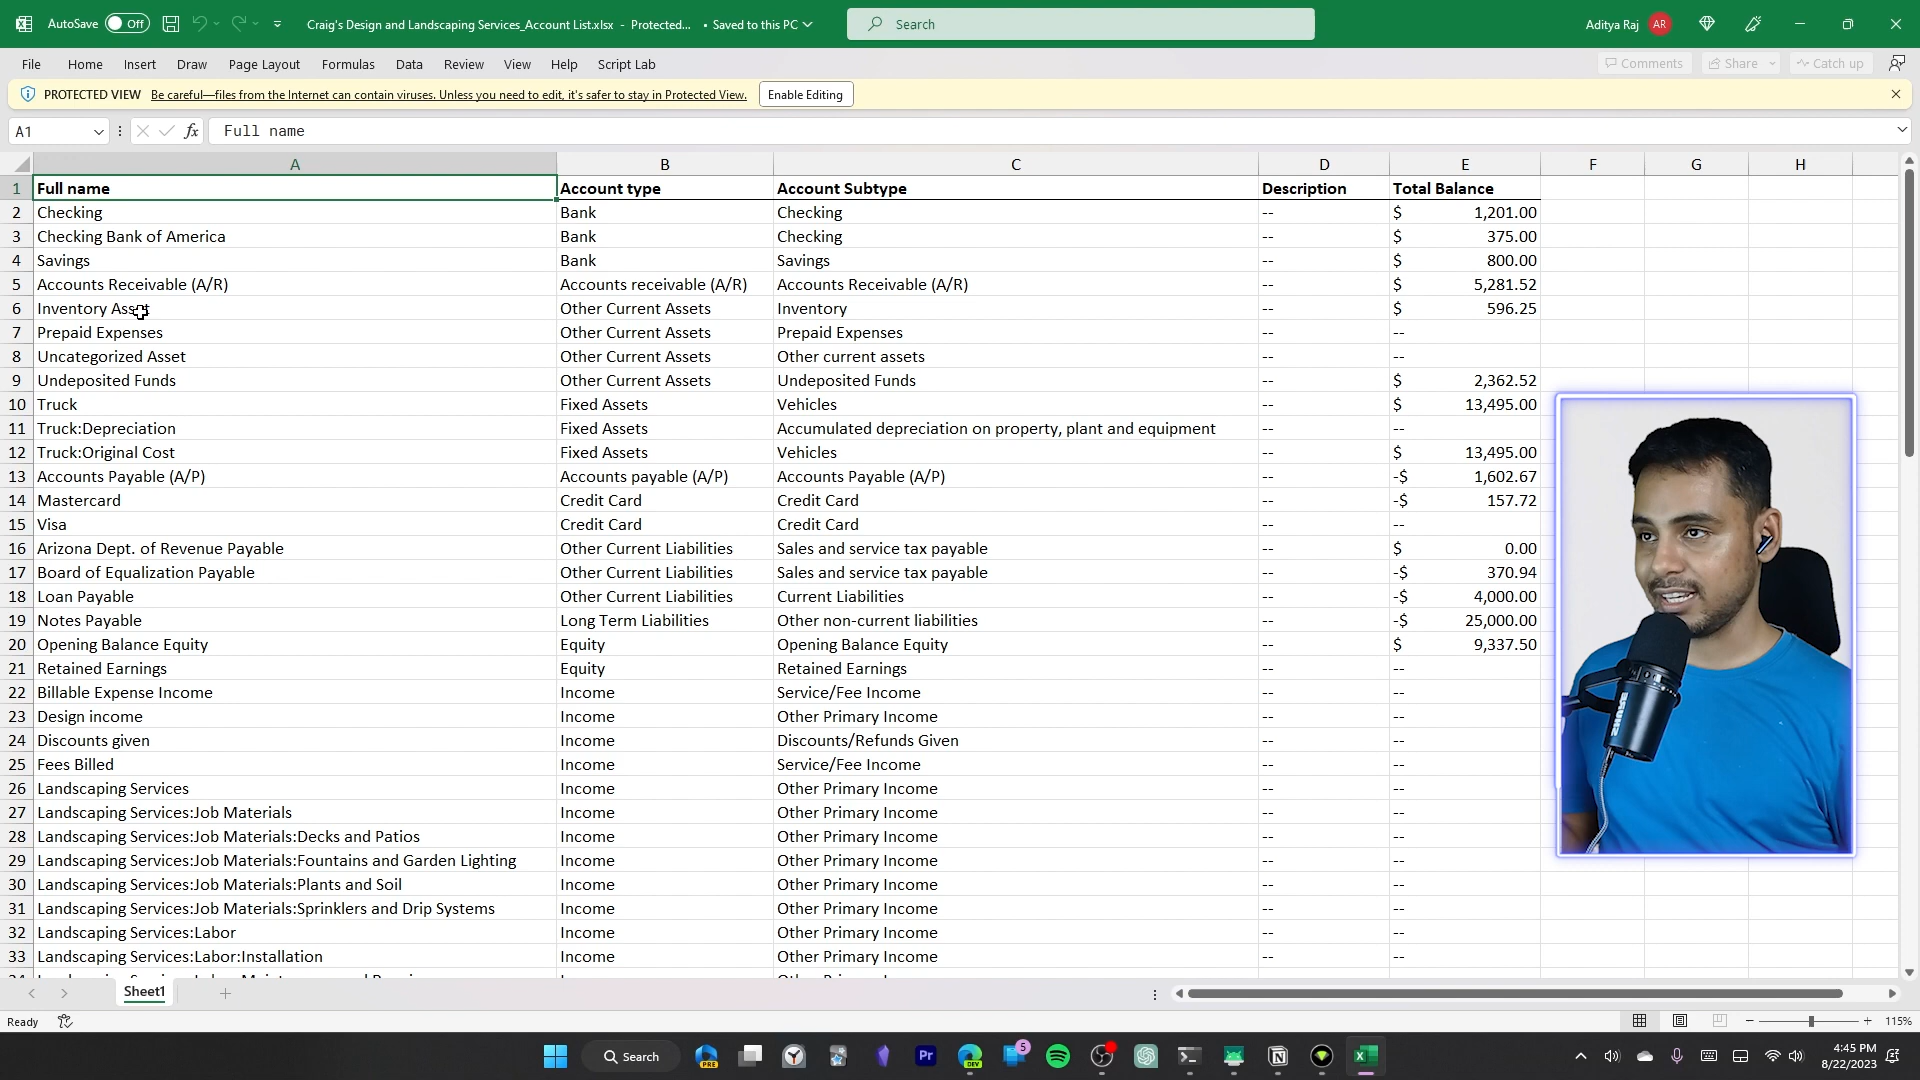 AutoSave Off Craig's Design and Landscaping Services_Account List.xlsx - Protected... • Saved to this PC Search Aditya Raj AR
File Home Insert Draw Page Layout Formulas Data Review View Help Script Lab Comments Share Catch up
PROTECTED VIEW Be careful—files from the Internet can contain viruses. Unless you need to edit, it's safer to stay in Protected View. Enable Editing
A1 fx Full name
A B C D E F G H
1 Full name Account type Account Subtype Description Total Balance
2 Checking Bank Checking -- $ 1,201.00
3 Checking Bank of America Bank Checking -- $ 375.00
4 Savings Bank Savings -- $ 800.00
5 Accounts Receivable (A/R) Accounts receivable (A/R) Accounts Receivable (A/R) -- $ 5,281.52
6 Inventory Asset Other Current Assets Inventory -- $ 596.25
7 Prepaid Expenses Other Current Assets Prepaid Expenses -- --
8 Uncategorized Asset Other Current Assets Other current assets -- --
9 Undeposited Funds Other Current Assets Undeposited Funds -- $ 2,362.52
10 Truck Fixed Assets Vehicles -- $ 13,495.00
11 Truck:Depreciation Fixed Assets Accumulated depreciation on property, plant and equipment -- --
12 Truck:Original Cost Fixed Assets Vehicles -- $ 13,495.00
13 Accounts Payable (A/P) Accounts payable (A/P) Accounts Payable (A/P) -- -$ 1,602.67
14 Mastercard Credit Card Credit Card -- -$ 157.72
15 Visa Credit Card Credit Card -- --
16 Arizona Dept. of Revenue Payable Other Current Liabilities Sales and service tax payable -- $ 0.00
17 Board of Equalization Payable Other Current Liabilities Sales and service tax payable -- -$ 370.94
18 Loan Payable Other Current Liabilities Current Liabilities -- -$ 4,000.00
19 Notes Payable Long Term Liabilities Other non-current liabilities -- -$ 25,000.00
20 Opening Balance Equity Equity Opening Balance Equity -- $ 9,337.50
21 Retained Earnings Equity Retained Earnings -- --
22 Billable Expense Income Income Service/Fee Income -- --
23 Design income Income Other Primary Income -- --
24 Discounts given Income Discounts/Refunds Given -- --
25 Fees Billed Income Service/Fee Income -- --
26 Landscaping Services Income Other Primary Income -- --
27 Landscaping Services:Job Materials Income Other Primary Income -- --
28 Landscaping Services:Job Materials:Decks and Patios Income Other Primary Income -- --
29 Landscaping Services:Job Materials:Fountains and Garden Lighting Income Other Primary Income -- --
30 Landscaping Services:Job Materials:Plants and Soil Income Other Primary Income -- --
31 Landscaping Services:Job Materials:Sprinklers and Drip Systems Income Other Primary Income -- --
32 Landscaping Services:Labor Income Other Primary Income -- --
33 Landscaping Services:Labor:Installation Income Other Primary Income -- --
Sheet1
Ready 115%
Search PRE Pr DEV 5 4:45 PM
8/22/2023